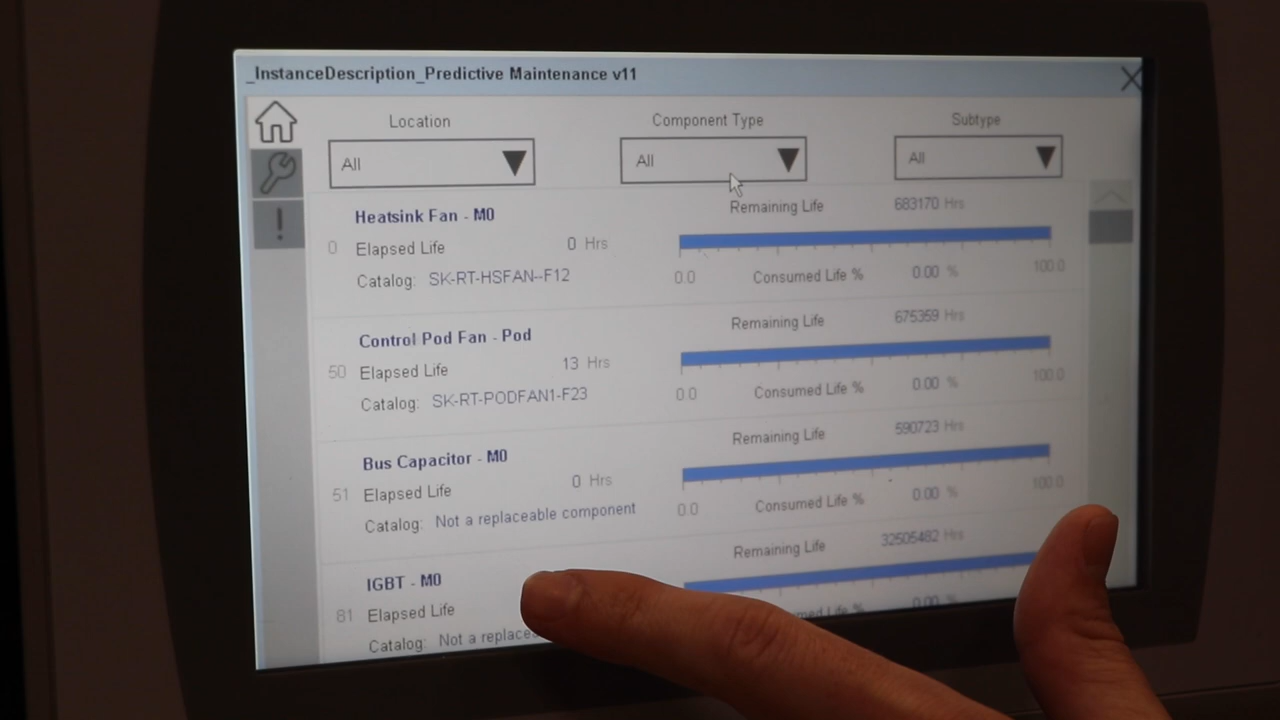 _InstanceDescription_Predictive Maintenance v11
Location
Component Type
Subtype
All
All
All
Heatsink Fan - M0
Remaining Life 683170 Hrs
0 Elapsed Life 0 Hrs
Catalog: SK-RT-HSFAN--F12
0.0 Consumed Life % 0.00 % 100.0
Control Pod Fan - Pod
Remaining Life 675359 Hrs
50 Elapsed Life 13 Hrs
Catalog: SK-RT-PODFAN1-F23
0.0 Consumed Life % 0.00 % 100.0
Bus Capacitor - M0
Remaining Life 590723 Hrs
51 Elapsed Life 0 Hrs
Catalog: Not a replaceable component
0.0 Consumed Life % 0.00 % 100.0
IGBT - M0
Remaining Life 32505482 Hrs
81 Elapsed Life
Catalog: Not a
Life % 0.00 %